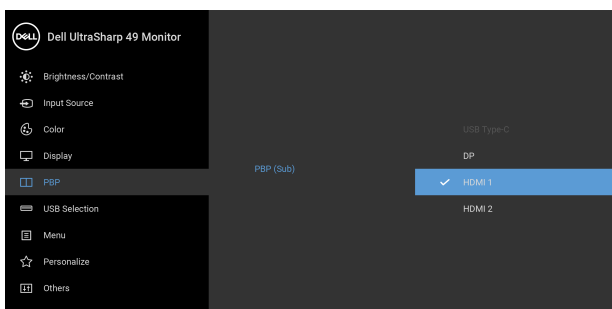 DELL Dell UltraSharp 49 Monitor
Brightness/Contrast
Input Source
Color
Display
PBP
USB Selection
Menu
Personalize
Others
PBP (Sub)
USB Type-C
DP
HDMI 1
HDMI 2